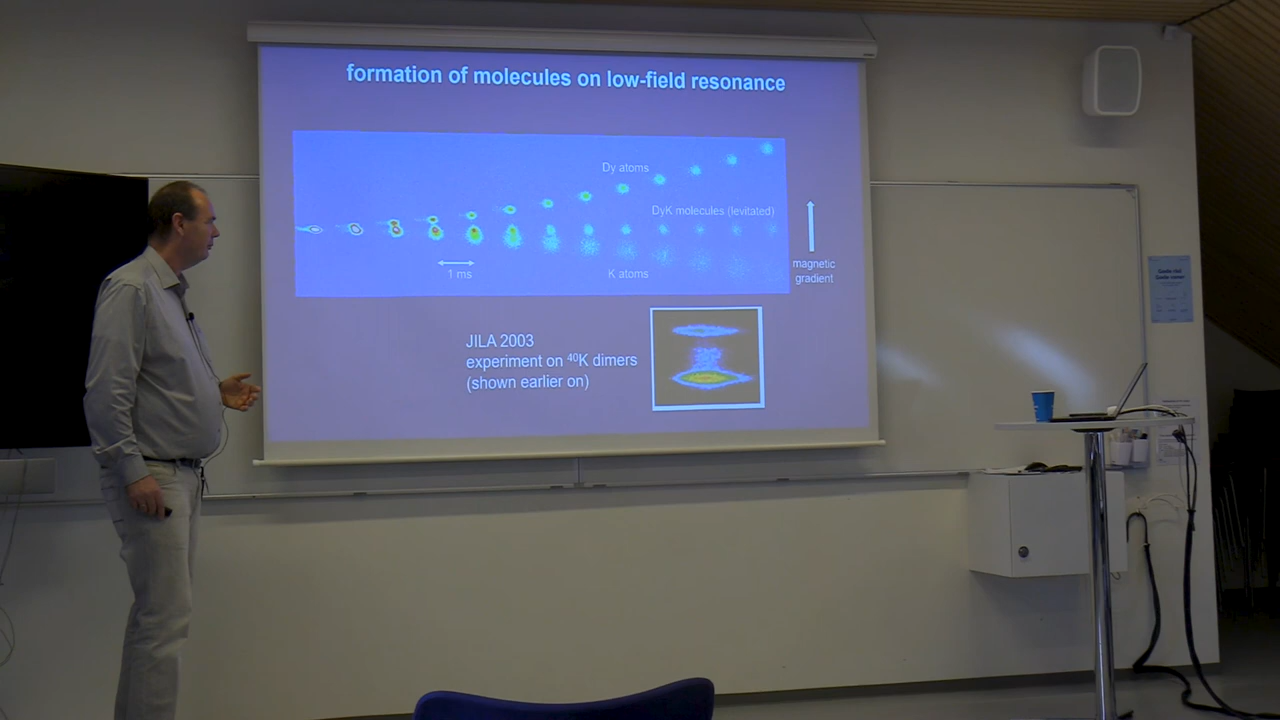 formation of molecules on low-field resonance
Dy atoms
DyK molecules (levitated)
1 ms
K atoms
magnetic
gradient
JILA 2003
experiment on ⁴⁰K dimers
(shown earlier on)